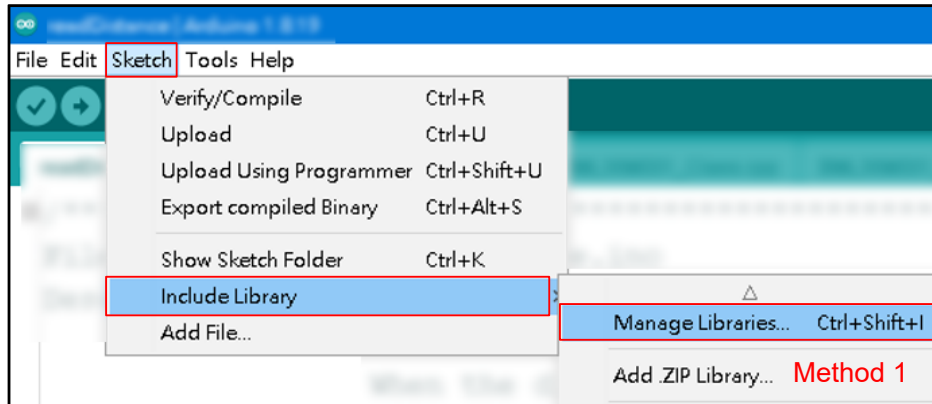 File Edit Sketch Tools Help
Verify/Compile Ctrl+R
Upload Ctrl+U
Upload Using Programmer Ctrl+Shift+U
Export compiled Binary Ctrl+Alt+S
Show Sketch Folder Ctrl+K
Include Library
Manage Libraries... Ctrl+Shift+I
Add File...
Add .ZIP Library... Method 1